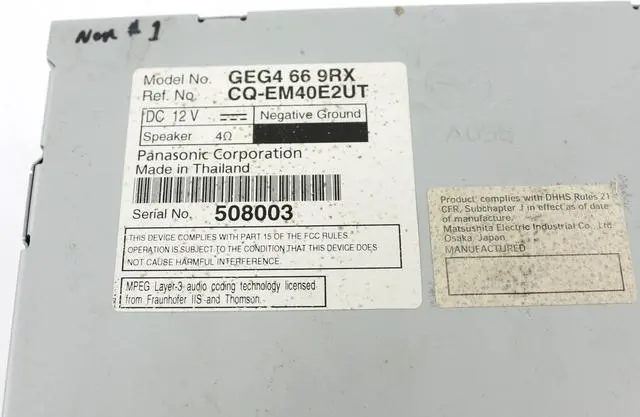 # 1
Model No. GEG4 66 9RX
Ref. No CQ-EM40E2UT
DC 12 V Negative Ground
Speaker 4Ω
Panasonic Corporation
Made in Thailand
Serial No. 508003
THIS DEVICE COMPLIES WITH PART 15 OF THE FCC RULES
OPERATION IS SUBJECT TO THE CONDITION THAT THIS DEVICE DOES
NOT CAUSE HARMFUL INTERFERENCE.
MPEG Layer-3 audio coding technology licensed
from Fraunhofer IIS and Thomson.
Product complies with DHHS Rules 21
CFR, Subchapter J in effect as of date
of manufacture.
Matsushita Electric Industrial Co., Ltd.
Osaka, Japan
MANUFACTURED